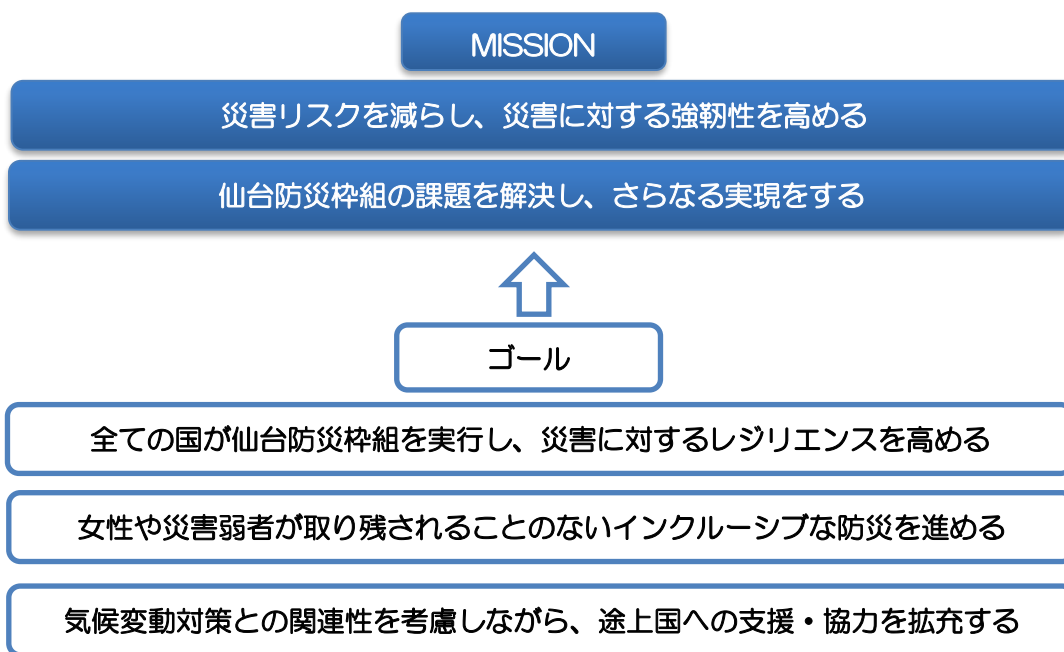 MISSION
災害リスクを減らし、災害に対する強靭性を高める
仙台防災枠組の課題を解決し、さらなる実現をする
ゴール
全ての国が仙台防災枠組を実行し、災害に対するレジリエンスを高める
女性や災害弱者が取り残されることのないインクルーシブな防災を進める
気候変動対策との関連性を考慮しながら、途上国への支援・協力を拡充する